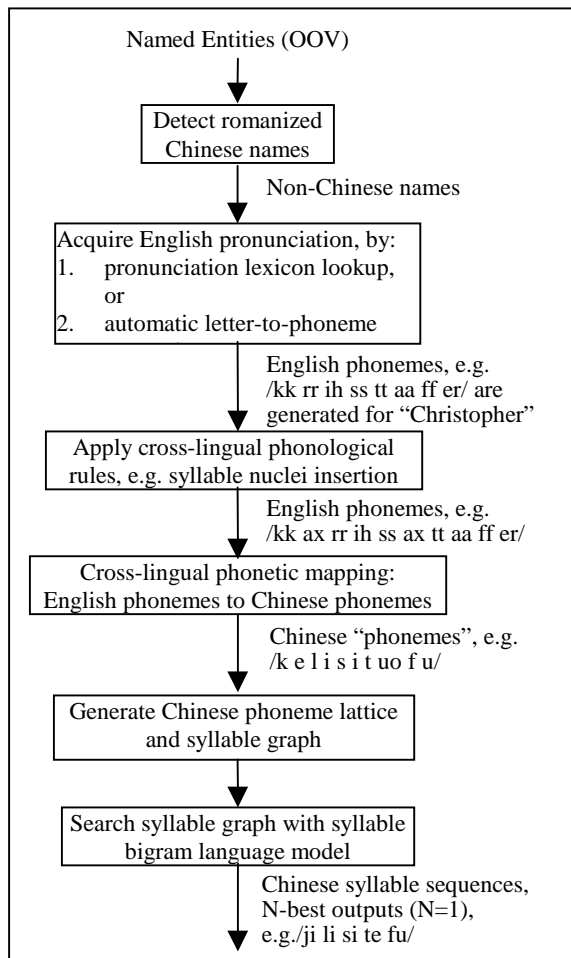 Named Entities (OOV)
Detect romanized
Chinese names
Non-Chinese names
Acquire English pronunciation, by:
1. pronunciation lexicon lookup,
or
2. automatic letter-to-phoneme
English phonemes, e.g.
/kk rr ih ss tt aa ff er/ are
generated for “Christopher”
Apply cross-lingual phonological
rules, e.g. syllable nuclei insertion
English phonemes, e.g.
/kk ax rr ih ss ax tt aa ff er/
Cross-lingual phonetic mapping:
English phonemes to Chinese phonemes
Chinese “phonemes”, e.g.
/k e l i s i t uo f u/
Generate Chinese phoneme lattice
and syllable graph
Search syllable graph with syllable
bigram language model
Chinese syllable sequences,
N-best outputs (N=1),
e.g./ji li si te fu/